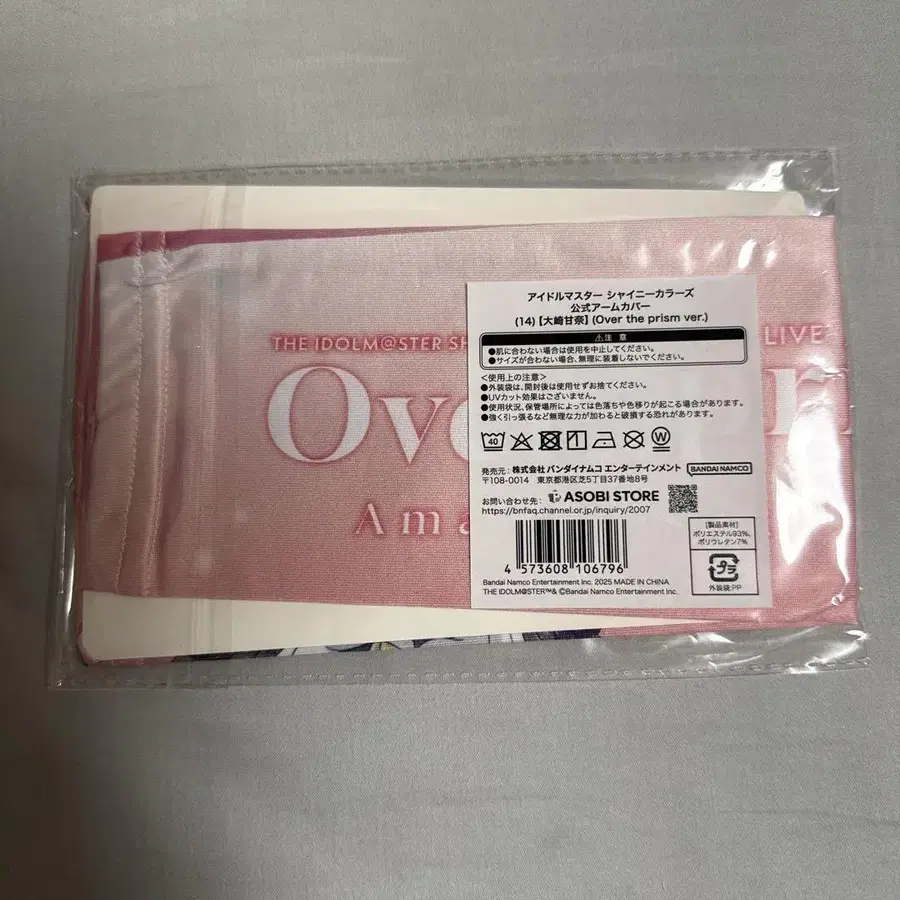 THE IDOLM@STER SH
LIVE
Ove
Ama
アイドルマスター シャイニーカラーズ
公式アームカバー
(14)【大崎甘奈】(Over the prism ver.)
⚠注 意
●肌に合わない場合は使用を中止してください。
●サイズが合わない場合、無理に装着しないでください。
<使用上の注意>
●外装袋は、開封後は使用せずお捨てください。
●UVカット効果はございません。
●使用状況、保管場所によっては色落ちや色移りが起こる場合があります。
●強く引っ張るなど無理な力が加わると破損する恐れがあります。
40
W
発売元: 株式会社 バンダイナムコ エンターテインメント BANDAI NAMCO
〒108-0014 東京都港区芝5丁目37番地8号
お問い合わせ先: ASOBI STORE
https://bnfaq.channel.or.jp/inquiry/2007
4 573608 106796
[製品素材]
ポリエステル93%、
ポリウレタン7%
プラ
外装袋:PP
Bandai Namco Entertainment Inc. 2025 MADE IN CHINA
THE IDOLM@STER™& ©Bandai Namco Entertainment Inc.